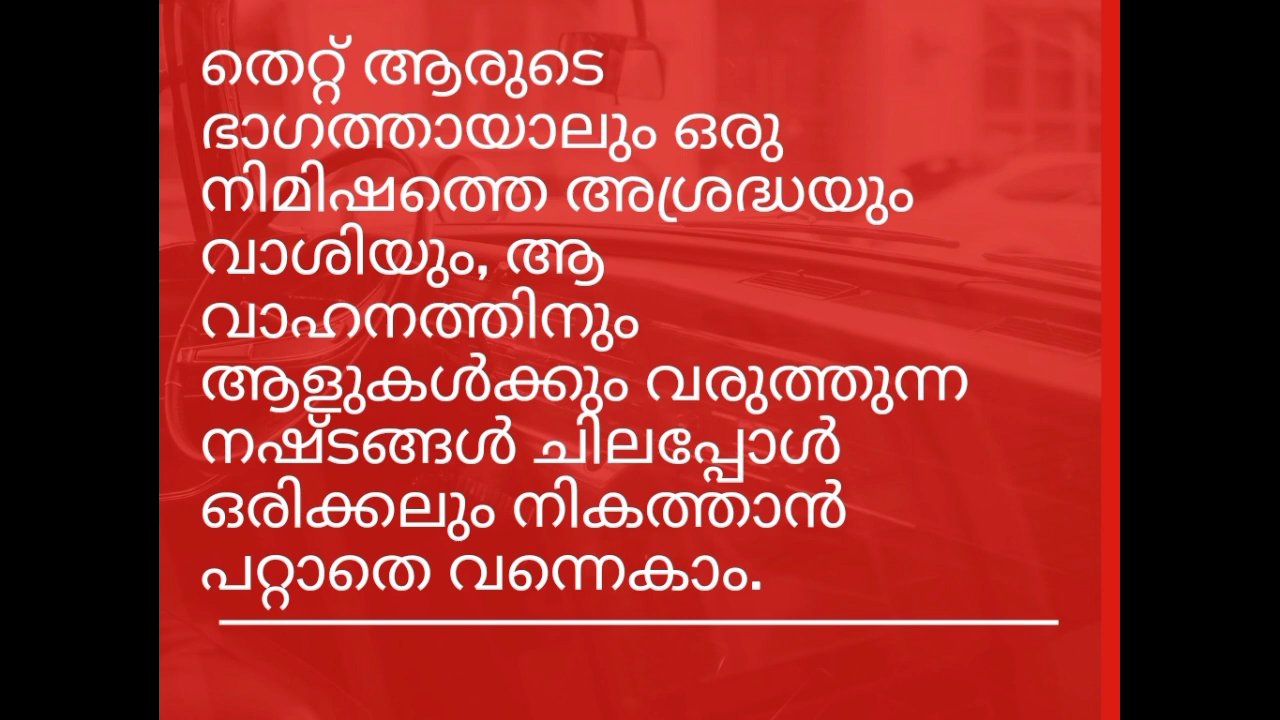 തെറ്റ് ആരുടെ
ഭാഗത്തായാലും ഒരു
നിമിഷത്തെ അശ്രദ്ധയും
വാശിയും, ആ
വാഹനത്തിനും
ആളുകൾക്കും വരുത്തുന്ന
നഷ്ടങ്ങൾ ചിലപ്പോൾ
ഒരിക്കലും നികത്താൻ
പറ്റാതെ വന്നെകാം.